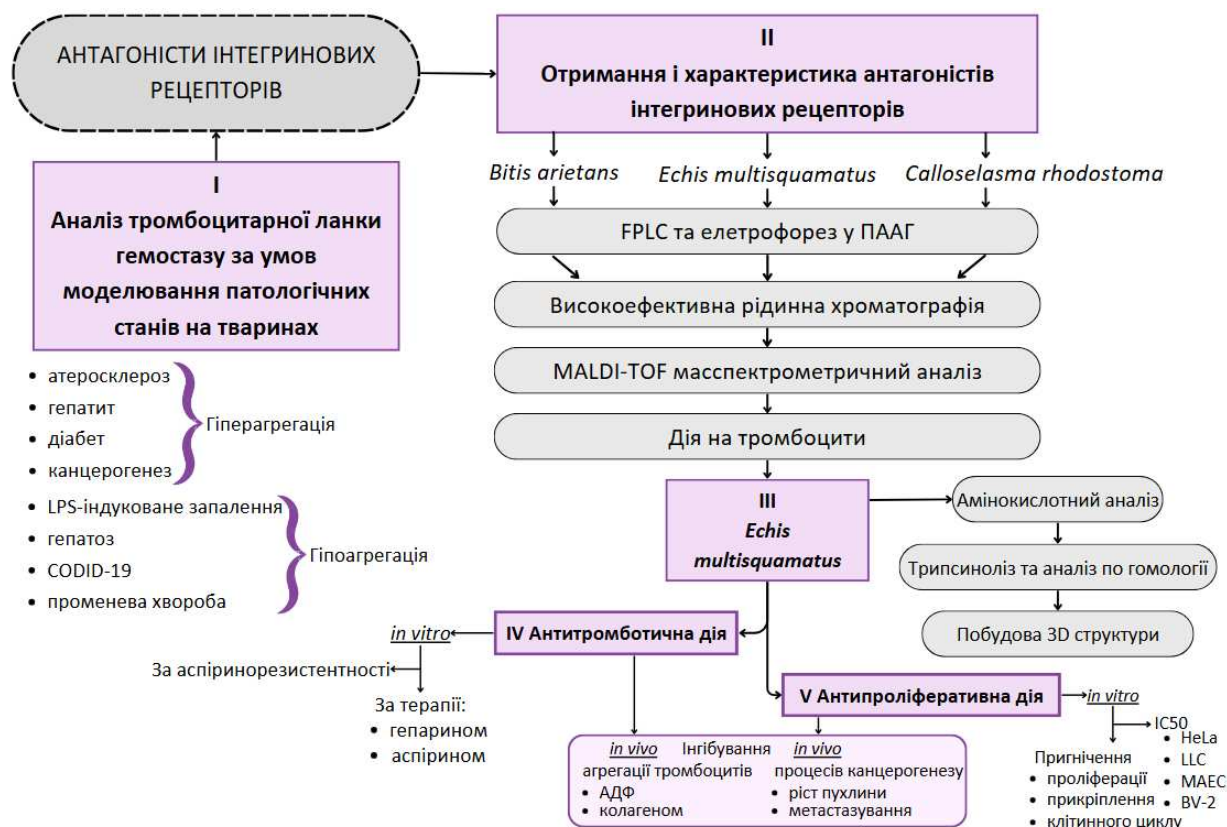 АНТАГОНІСТИ ІНТЕГРИНОВИХ
РЕЦЕПТОРІВ
II
Отримання і характеристика антагоністів
інтегринових рецепторів
I
Аналіз тромбоцитарної ланки
гемостазу за умов
моделювання патологічних
станів на тваринах
Bitis arietans
Echis multisquamatus
Calloselasma rhodostoma
FPLC та елетрофорез у ПААГ
Високоефективна рідинна хроматографія
MALDI-TOF масспектрометричний аналіз
Дія на тромбоцити
• атеросклероз
• гепатит
• діабет
• канцерогенез
Гіперагрегація
• LPS-індуковане запалення
• гепатоз
• CODID-19
• променева хвороба
Гіпоагрегація
III
Echis
multisquamatus
Амінокислотний аналіз
Трипсиноліз та аналіз по гомології
Побудова 3D структури
IV Антитромботична дія
in vitro
За аспіринорезистентності
За терапії:
• гепарином
• аспірином
V Антипроліферативна дія
in vitro
IC50
• HeLa
• LLC
• MAEC
• BV-2
Пригнічення
• проліферації
• прикріплення
• клітинного циклу
in vivo Інгібування in vivo
агрегації тромбоцитів
• АДФ
• колагеном
процесів канцерогенезу
• ріст пухлини
• метастазування